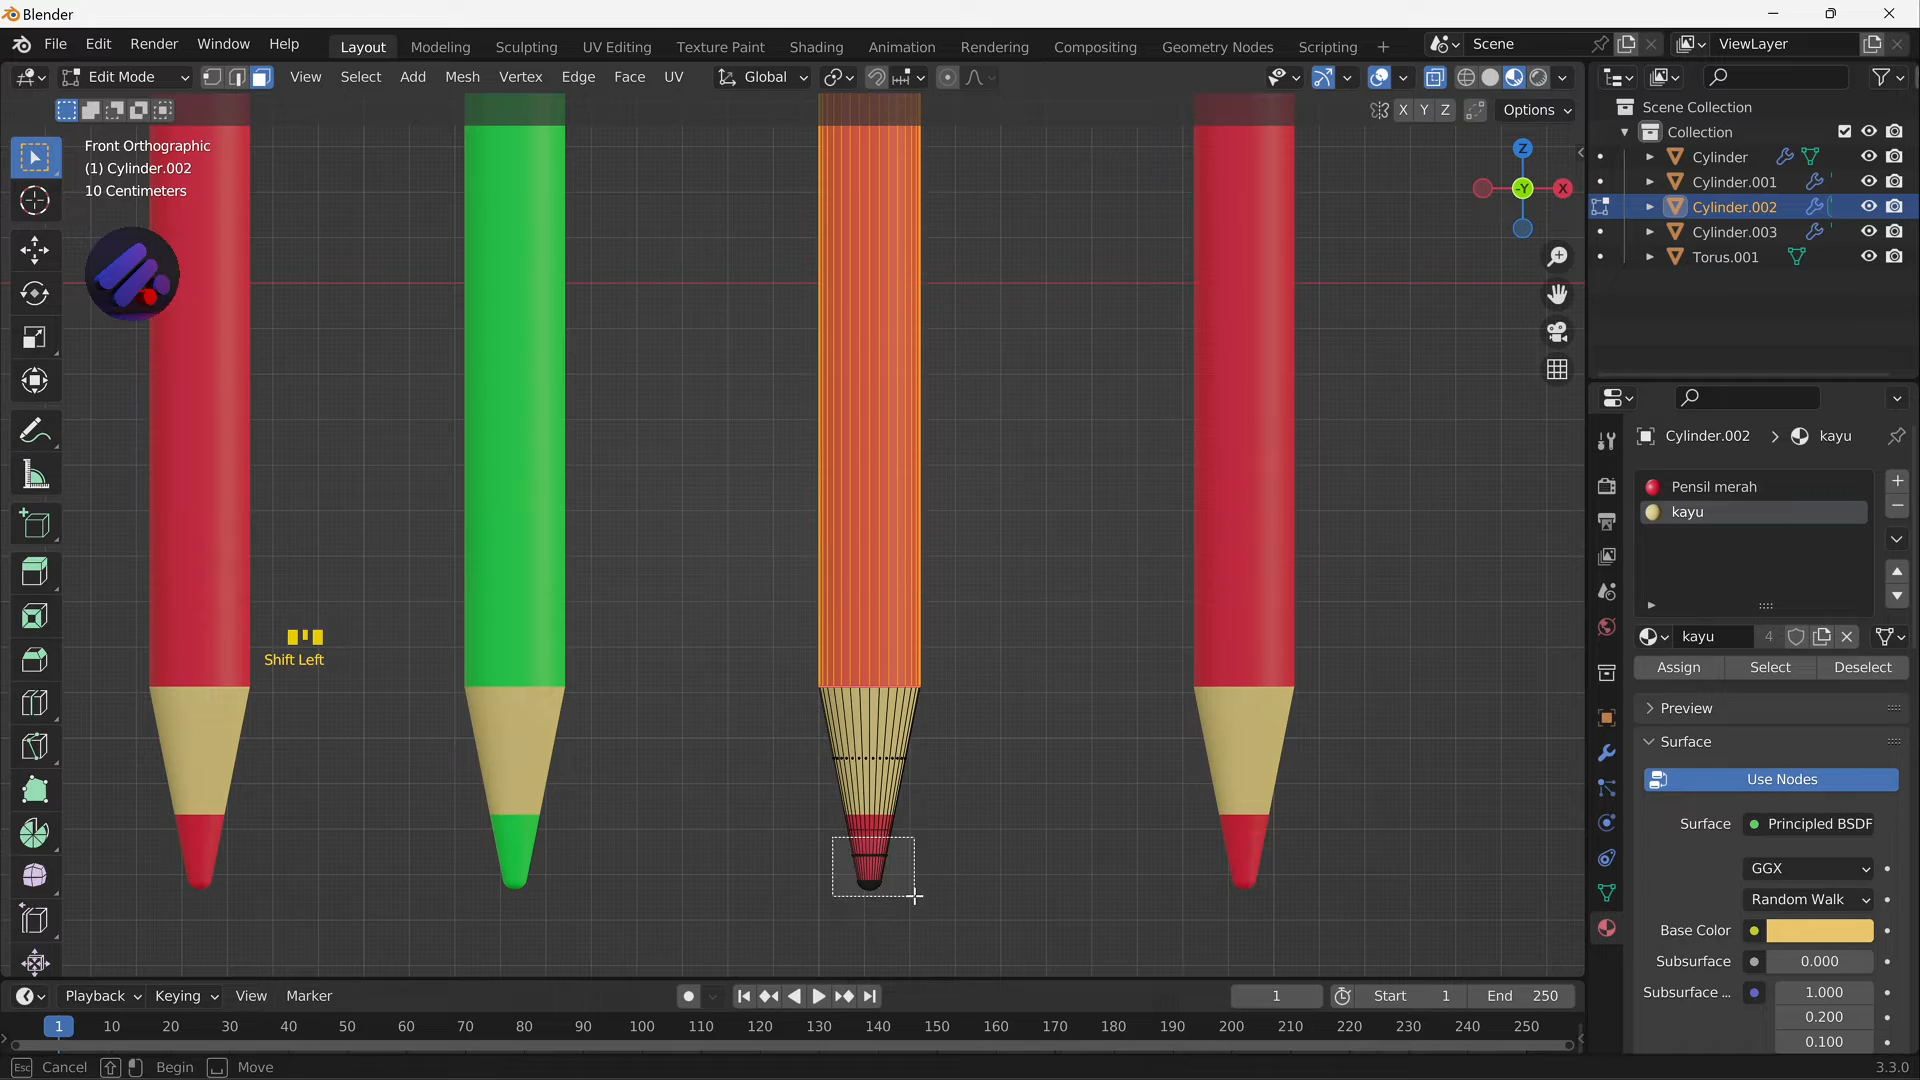 Blender
File Edit Render Window Help Layout Modeling Sculpting UV Editing Texture Paint Shading Animation Rendering Compositing Geometry Nodes Scripting Scene ViewLayer
Edit Mode View Select Add Mesh Vertex Edge Face UV Global
X Y Z Options
Front Orthographic
(1) Cylinder.002
10 Centimeters
Z
-Y X
Shift Left
Scene Collection
Collection
Cylinder
Cylinder.001
Cylinder.002
Cylinder.003
Torus.001
Cylinder.002 kayu
Pensil merah
kayu
kayu 4
Assign Select Deselect
Preview
Surface
Use Nodes
Surface Principled BSDF
GGX
Random Walk
Base Color
Subsurface 0.000
Subsurface ... 1.000
0.200
0.100
Playback Keying View Marker 1 Start 1 End 250
1 10 20 30 40 50 60 70 80 90 100 110 120 130 140 150 160 170 180 190 200 210 220 230 240 250
Esc Cancel Begin Move 3.3.0